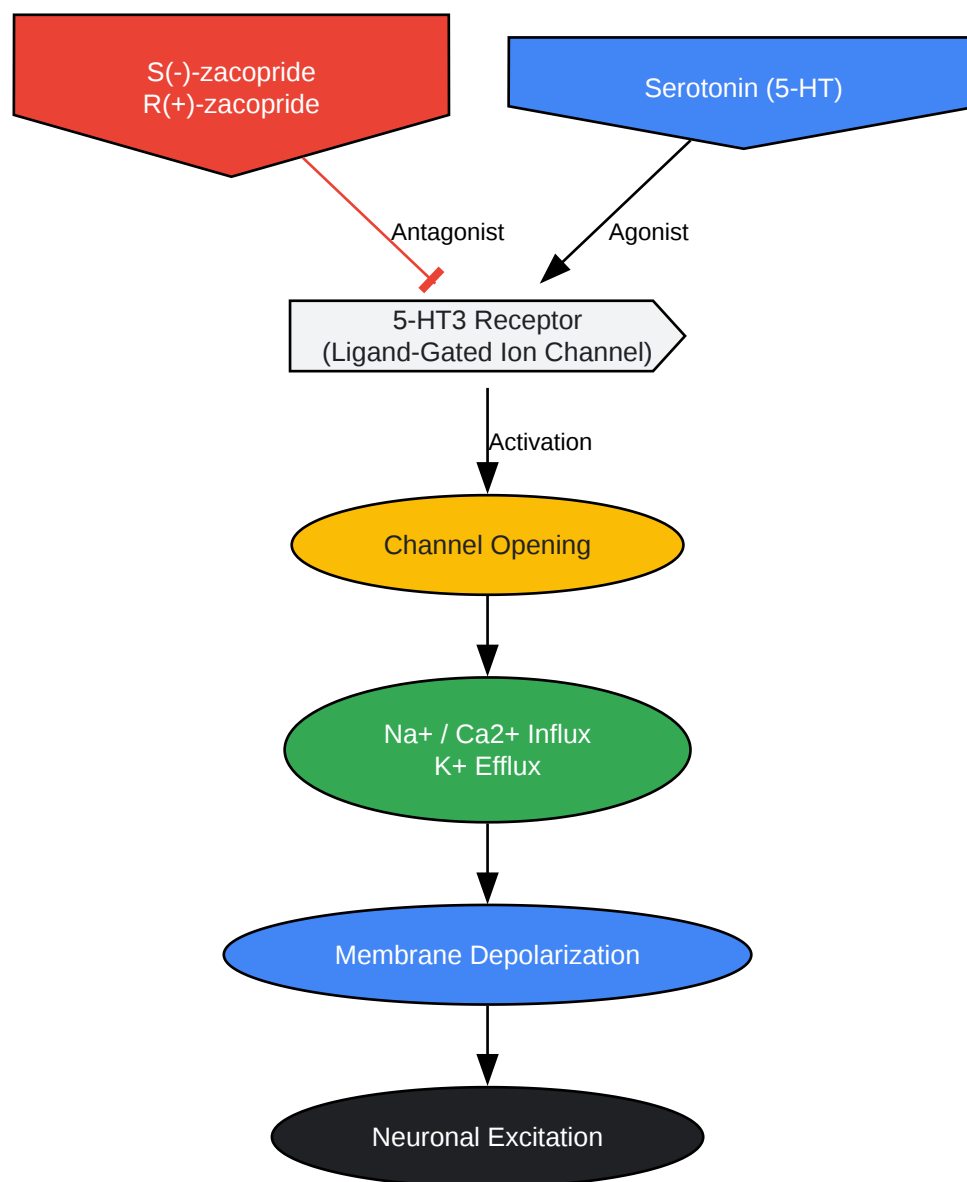 S(-)-zacopride
R(+)-zacopride
Serotonin (5-HT)
Antagonist
Agonist
5-HT3 Receptor
(Ligand-Gated Ion Channel)
Activation
Channel Opening
Na+ / Ca2+ Influx
K+ Efflux
Membrane Depolarization
Neuronal Excitation